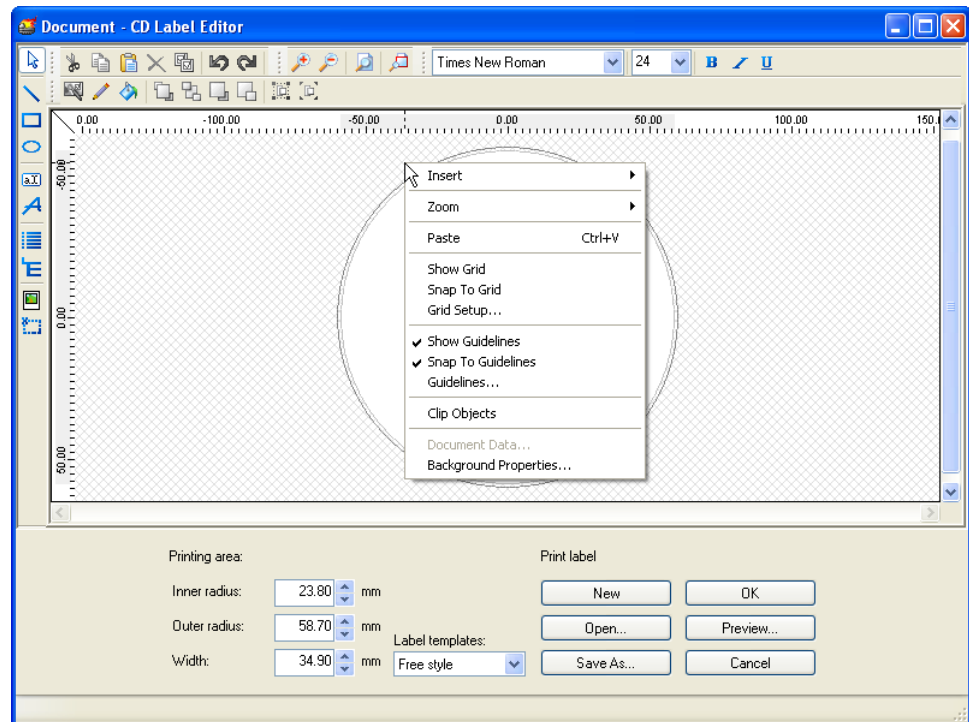 Document - CD Label Editor
Times New Roman 24 B I U
0.00 -100.00 -50.00 0.00 50.00 100.00 150.
-50.00
0.00
50.00
Insert
Zoom
Paste Ctrl+V
Show Grid
Snap To Grid
Grid Setup...
Show Guidelines
Snap To Guidelines
Guidelines...
Clip Objects
Document Data...
Background Properties...
Printing area: Print label
Inner radius: 23.80 mm New OK
Outer radius: 58.70 mm Open... Preview...
Label templates:
Width: 34.90 mm Free style Save As... Cancel